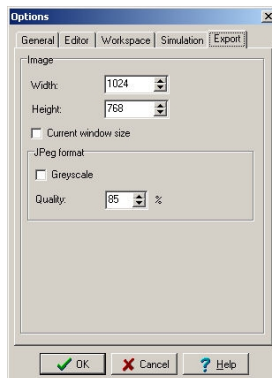 Options
General Editor Workspace Simulation Export
Image
Width: 1024
Height: 768
Current window size
JPeg format
Greyscale
Quality: 85 %
OK Cancel ? Help